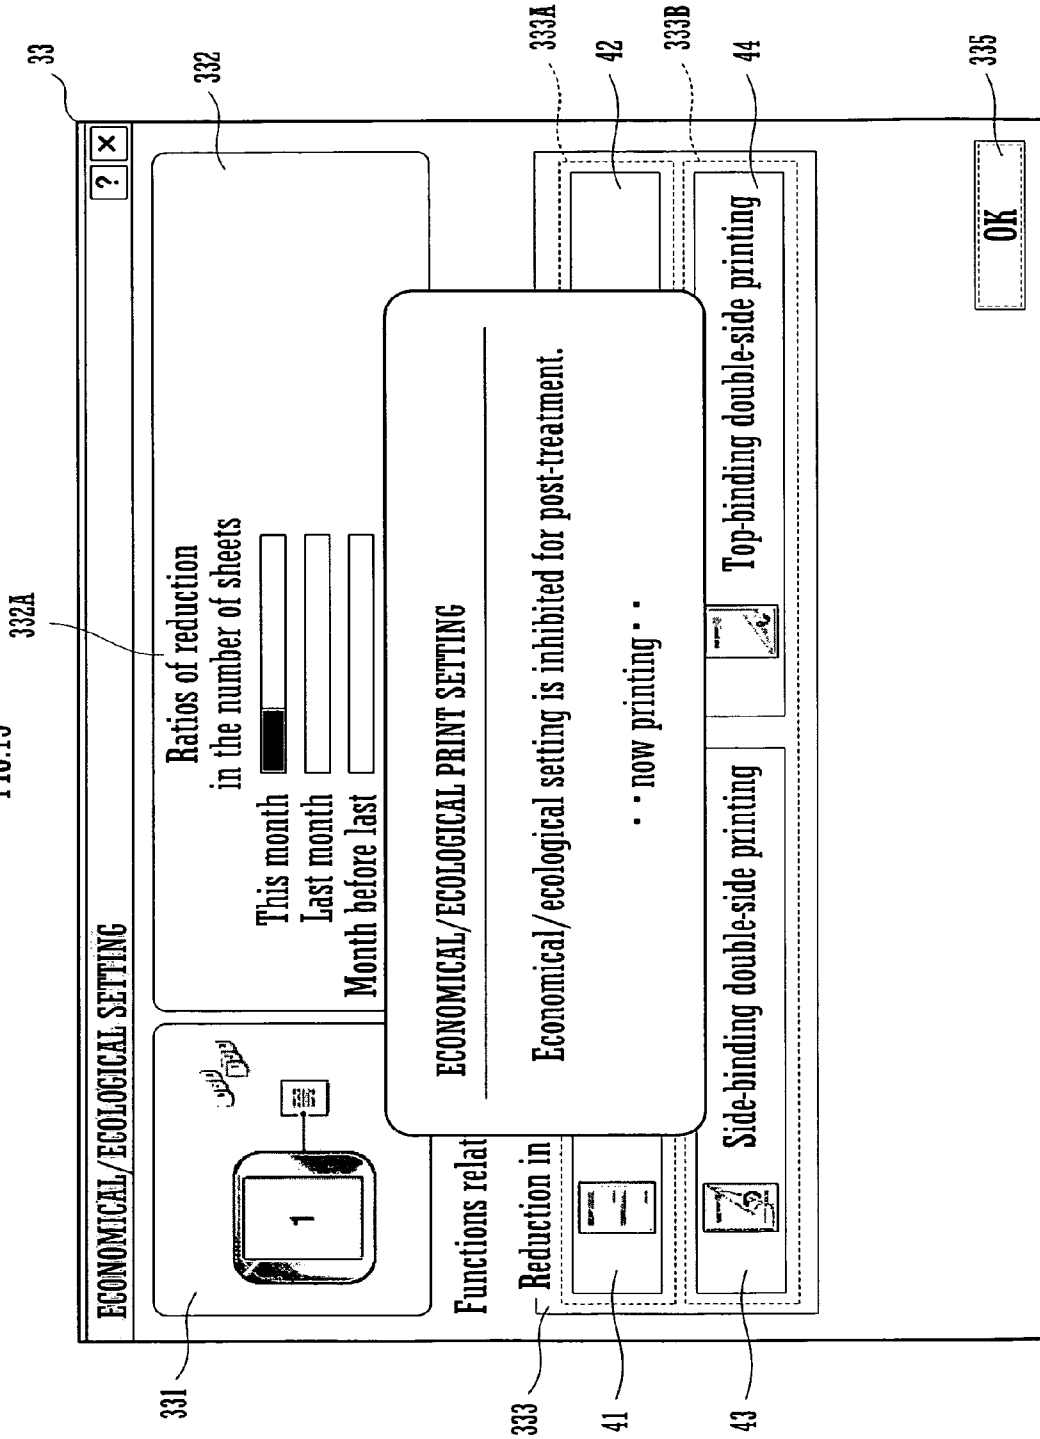 332A
33
332
ECONOMICAL/ECOLOGICAL SETTING
?
X
331
1
Ratios of reduction
in the number of sheets
This month
Last month
Month before last
Functions relat
333
Reduction in
333A
42
333B
44
41
43
ECONOMICAL/ECOLOGICAL PRINT SETTING
Economical/ecological setting is inhibited for post-treatment.
··now printing··
Side-binding double-side printing
Top-binding double-side printing
OK
335